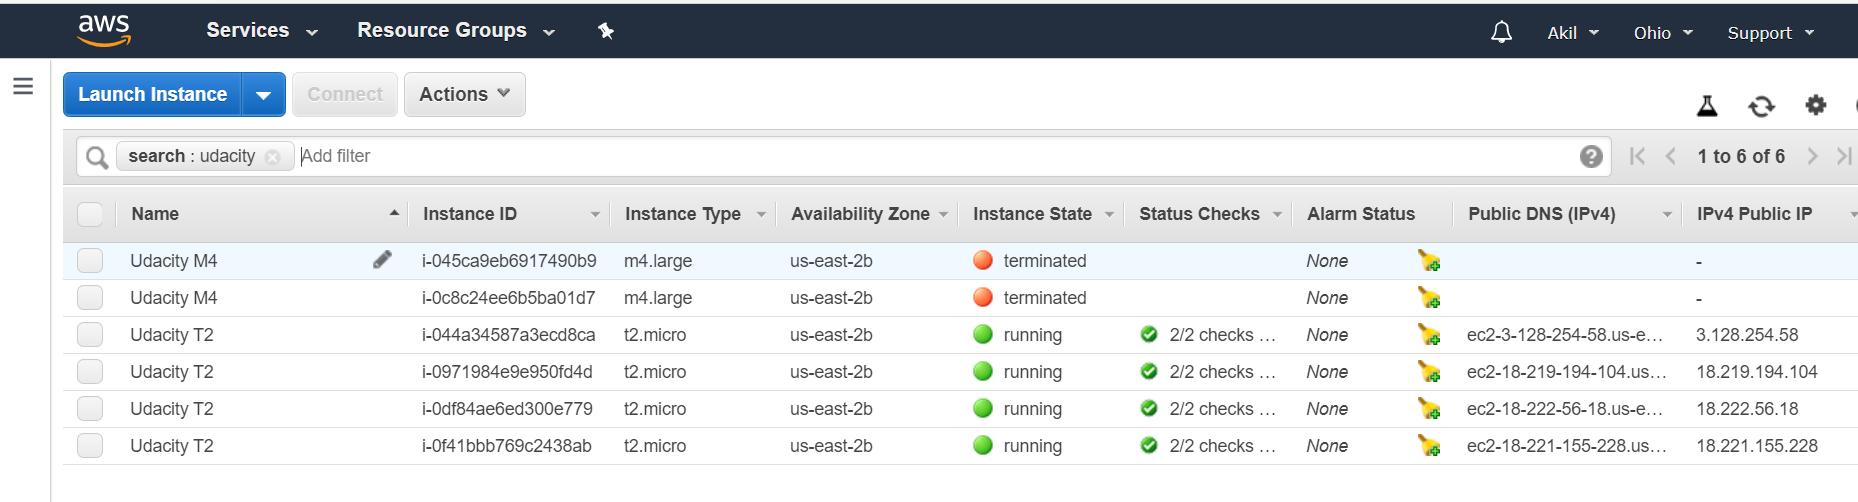 aws Services Resource Groups Akil Ohio Support
Launch Instance Connect Actions
search : udacity Add filter 1 to 6 of 6
Name Instance ID Instance Type Availability Zone Instance State Status Checks Alarm Status Public DNS (IPv4) IPv4 Public IP
Udacity M4 i-045ca9eb6917490b9 m4.large us-east-2b terminated None -
Udacity M4 i-0c8c24ee6b5ba01d7 m4.large us-east-2b terminated None -
Udacity T2 i-044a34587a3ecd8ca t2.micro us-east-2b running 2/2 checks ... None ec2-3-128-254-58.us-e... 3.128.254.58
Udacity T2 i-0971984e9e950fd4d t2.micro us-east-2b running 2/2 checks ... None ec2-18-219-194-104.us... 18.219.194.104
Udacity T2 i-0df84ae6ed300e779 t2.micro us-east-2b running 2/2 checks ... None ec2-18-222-56-18.us-e... 18.222.56.18
Udacity T2 i-0f41bbb769c2438ab t2.micro us-east-2b running 2/2 checks ... None ec2-18-221-155-228.us... 18.221.155.228